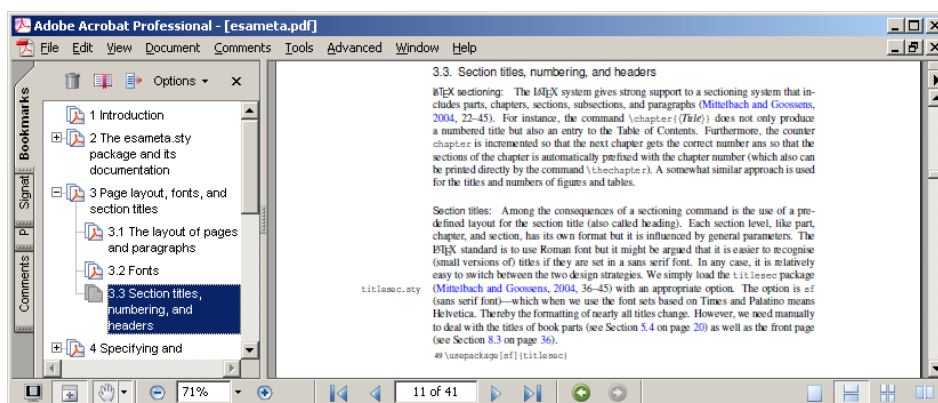 Adobe Acrobat Professional - [esameta.pdf]
File Edit View Document Comments Tools Advanced Window Help
Options
Bookmarks
Signat
P
Comments
1 Introduction
2 The esameta.sty
package and its
documentation
3 Page layout, fonts, and
section titles
3.1 The layout of pages
and paragraphs
3.2 Fonts
3.3 Section titles,
numbering, and
headers
4 Specifying and
3.3. Section titles, numbering, and headers
LATEX sectioning: The LATEX system gives strong support to a sectioning system that in-
cludes parts, chapters, sections, subsections, and paragraphs (Mittelbach and Goossens,
2004, 22–45). For instance, the command \chapter{⟨Title⟩} does not only produce
a numbered title but also an entry to the Table of Contents. Furthermore, the counter
chapter is incremented so that the next chapter gets the correct number ans so that the
sections of the chapter is automatically prefixed with the chapter number (which also can
be printed directly by the command \thechapter). A somewhat similar approach is used
for the titles and numbers of figures and tables.
Section titles: Among the consequences of a sectioning command is the use of a pre-
defined layout for the section title (also called heading). Each section level, like part,
chapter, and section, has its own format but it is influenced by general parameters. The
LATEX standard is to use Roman font but it might be argued that it is easier to recognise
(small versions of) titles if they are set in a sans serif font. In any case, it is relatively
easy to switch between the two design strategies. We simply load the titlesec package
titlesec.sty
(Mittelbach and Goossens, 2004, 36–45) with an appropriate option. The option is sf
(sans serif font)—which when we use the font sets based on Times and Palatino means
Helvetica. Thereby the formatting of nearly all titles change. However, we need manually
to deal with the titles of book parts (see Section 5.4 on page 20) as well as the front page
(see Section 8.3 on page 36).
49 \usepackage[sf]{titlesec}
71%
11 of 41